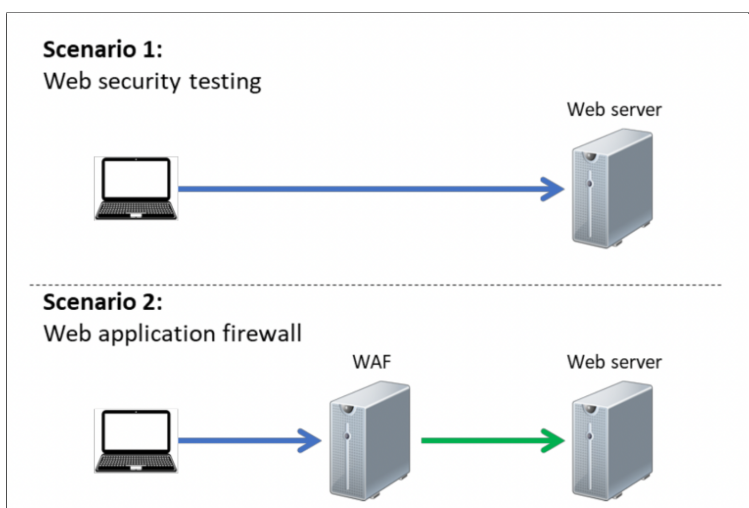 Scenario 1:
Web security testing
Web server
Scenario 2:
Web application firewall
WAF
Web server